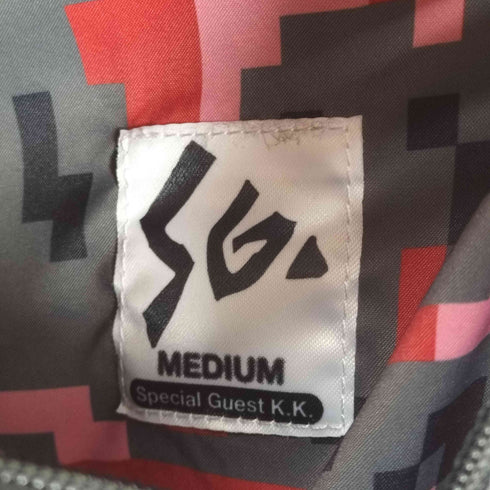 SG.
MEDIUM
Special Guest K.K.